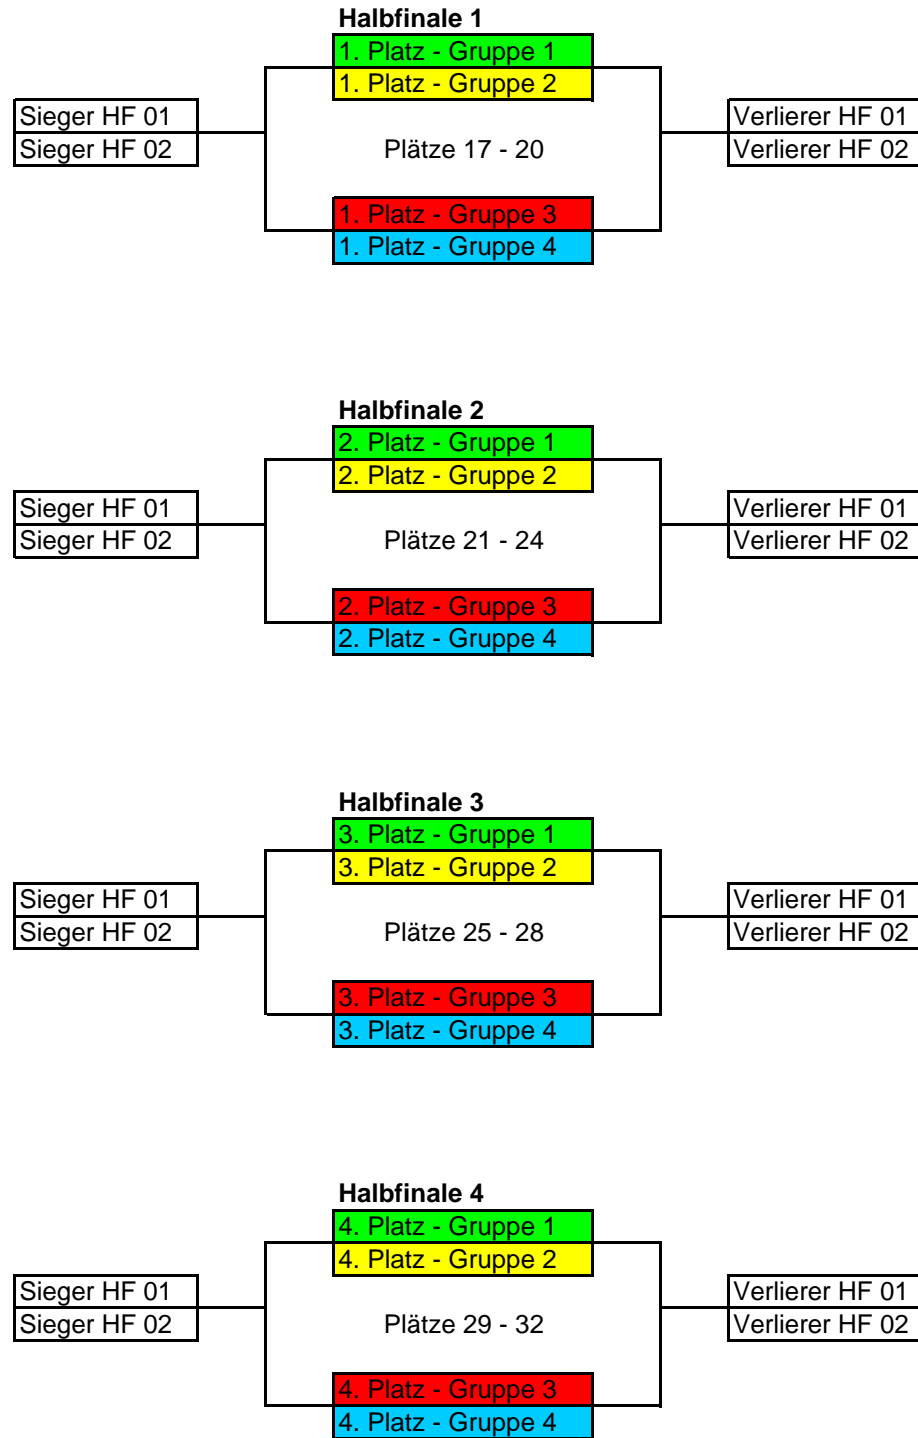 Halbfinale 1
1. Platz - Gruppe 1
1. Platz - Gruppe 2
Sieger HF 01
Sieger HF 02
Plätze 17 - 20
Verlierer HF 01
Verlierer HF 02
1. Platz - Gruppe 3
1. Platz - Gruppe 4
Halbfinale 2
2. Platz - Gruppe 1
2. Platz - Gruppe 2
Sieger HF 01
Sieger HF 02
Plätze 21 - 24
Verlierer HF 01
Verlierer HF 02
2. Platz - Gruppe 3
2. Platz - Gruppe 4
Halbfinale 3
3. Platz - Gruppe 1
3. Platz - Gruppe 2
Sieger HF 01
Sieger HF 02
Plätze 25 - 28
Verlierer HF 01
Verlierer HF 02
3. Platz - Gruppe 3
3. Platz - Gruppe 4
Halbfinale 4
4. Platz - Gruppe 1
4. Platz - Gruppe 2
Sieger HF 01
Sieger HF 02
Plätze 29 - 32
Verlierer HF 01
Verlierer HF 02
4. Platz - Gruppe 3
4. Platz - Gruppe 4